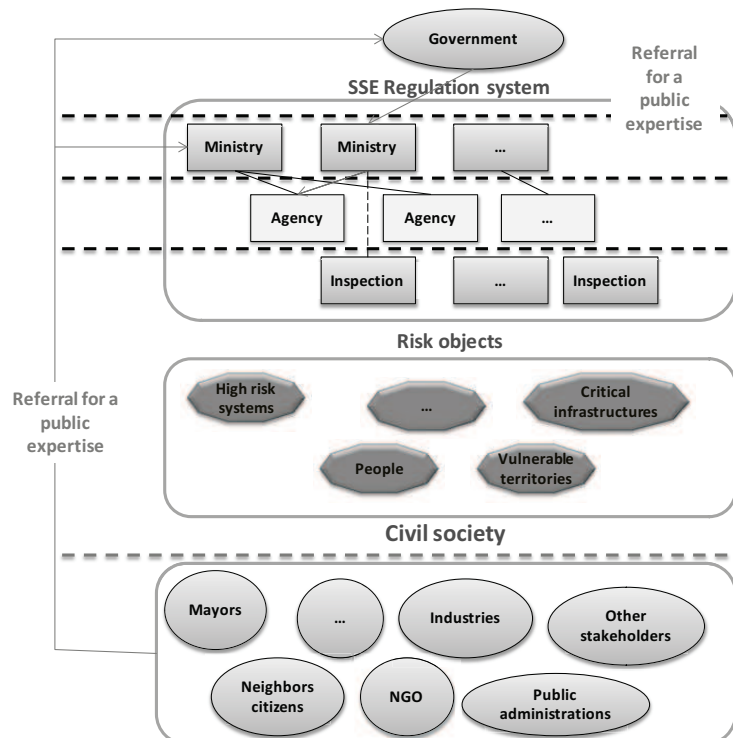 Government
Referral
for a
public
expertise
SSE Regulation system
Ministry
Ministry
...
Agency
Agency
...
Inspection
...
Inspection
Risk objects
High risk
systems
...
Critical
infrastructures
People
Vulnerable
territories
Referral for a
public
expertise
Civil society
Mayors
...
Industries
Other
stakeholders
Neighbors
citizens
NGO
Public
administrations